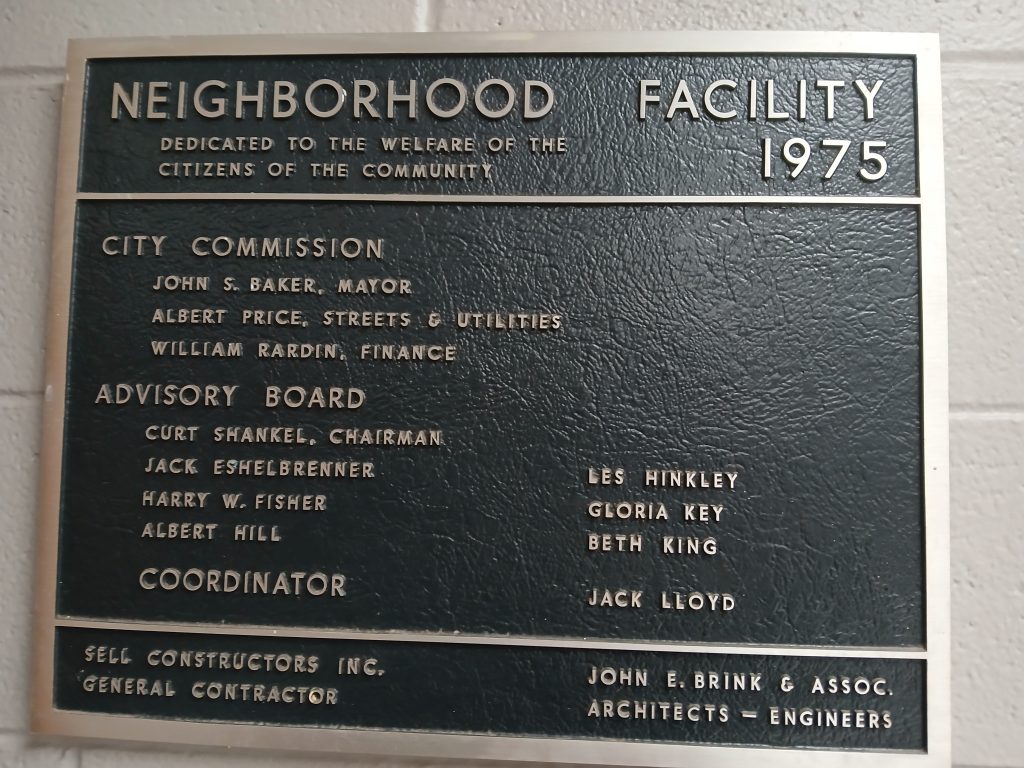 NEIGHBORHOOD FACILITY
DEDICATED TO THE WELFARE OF THE
CITIZENS OF THE COMMUNITY
1975
CITY COMMISSION
JOHN S. BAKER, MAYOR
ALBERT PRICE, STREETS & UTILITIES
WILLIAM RARDIN, FINANCE
ADVISORY BOARD
CURT SHANKEL, CHAIRMAN
JACK ESHELBRENNER
HARRY W. FISHER
ALBERT HILL
LES HINKLEY
GLORIA KEY
BETH KING
COORDINATOR JACK LLOYD
SELL CONSTRUCTORS INC.
GENERAL CONTRACTOR
JOHN E. BRINK & ASSOC.
ARCHITECTS — ENGINEERS